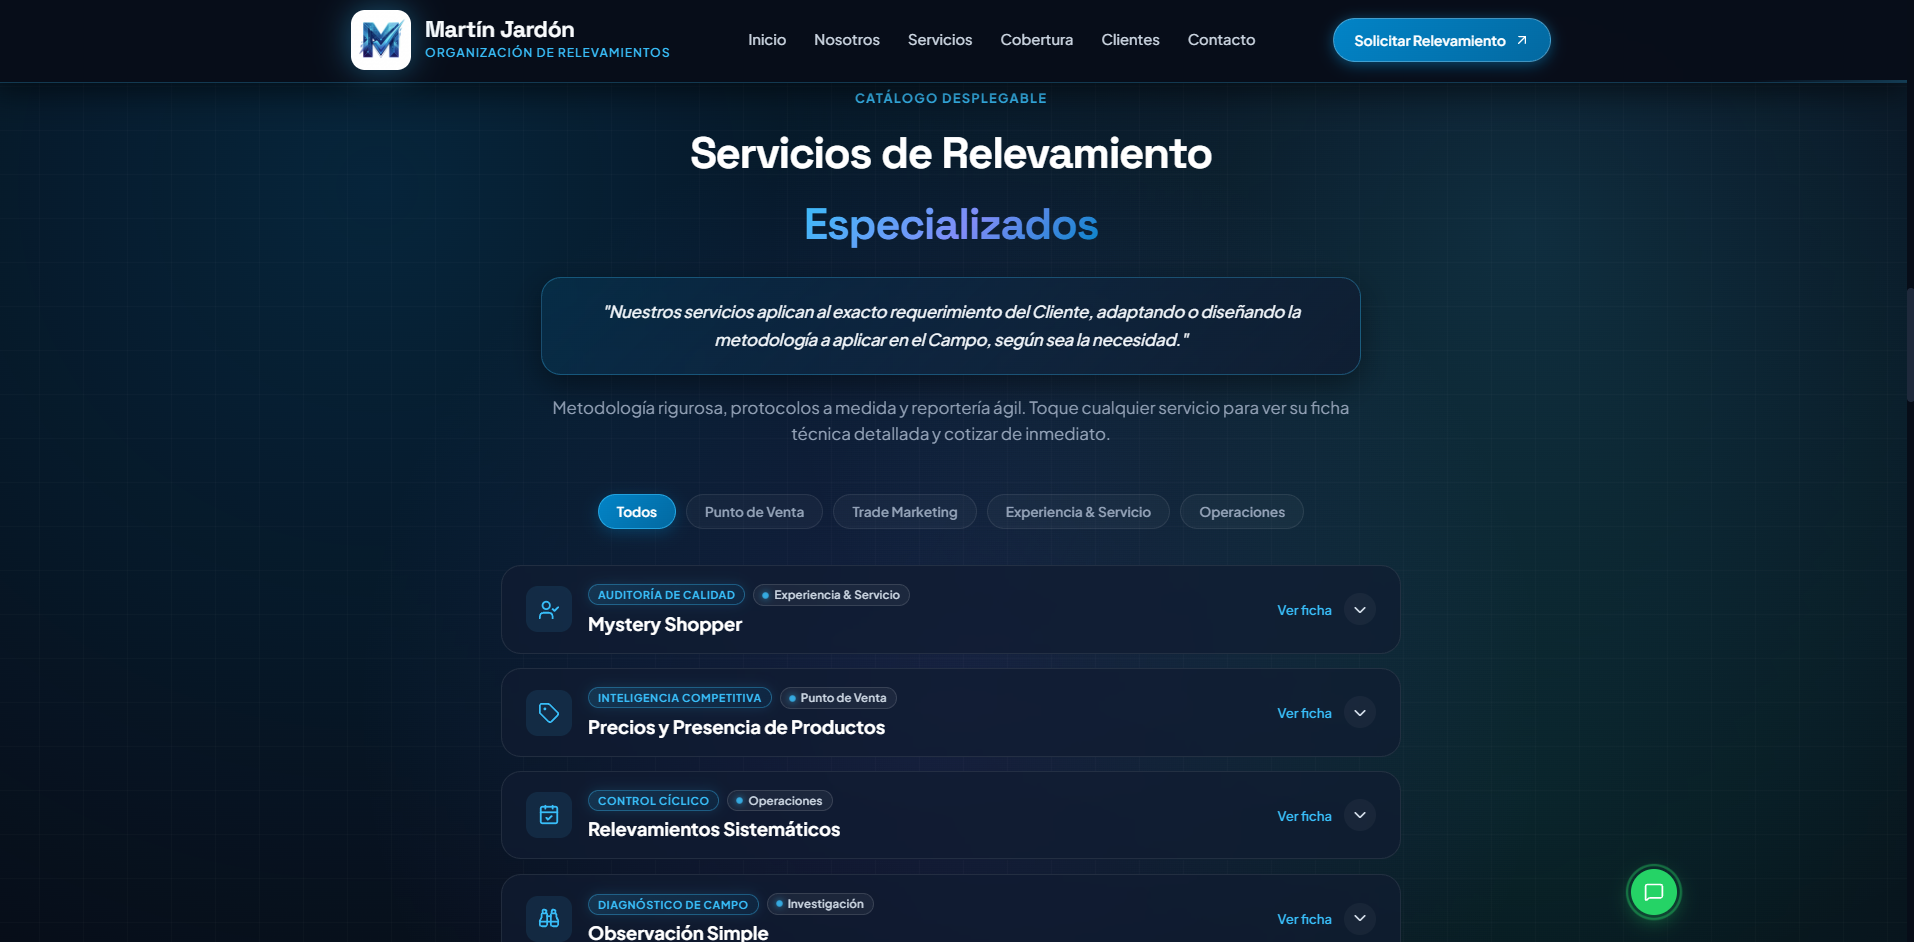 Martín Jardón
ORGANIZACIÓN DE RELEVAMIENTOS
Inicio
Nosotros
Servicios
Cobertura
Clientes
Contacto
Solicitar Relevamiento
CATÁLOGO DESPLEGABLE
Servicios de Relevamiento
Especializados
"Nuestros servicios aplican al exacto requerimiento del Cliente, adaptando o diseñando la
metodología a aplicar en el Campo, según sea la necesidad."
Metodología rigurosa, protocolos a medida y reportería ágil. Toque cualquier servicio para ver su ficha
técnica detallada y cotizar de inmediato.
Todos
Punto de Venta
Trade Marketing
Experiencia & Servicio
Operaciones
AUDITORÍA DE CALIDAD
Experiencia & Servicio
Mystery Shopper
Ver ficha
INTELIGENCIA COMPETITIVA
Punto de Venta
Precios y Presencia de Productos
Ver ficha
CONTROL CÍCLICO
Operaciones
Relevamientos Sistemáticos
Ver ficha
DIAGNÓSTICO DE CAMPO
Investigación
Observación Simple
Ver ficha